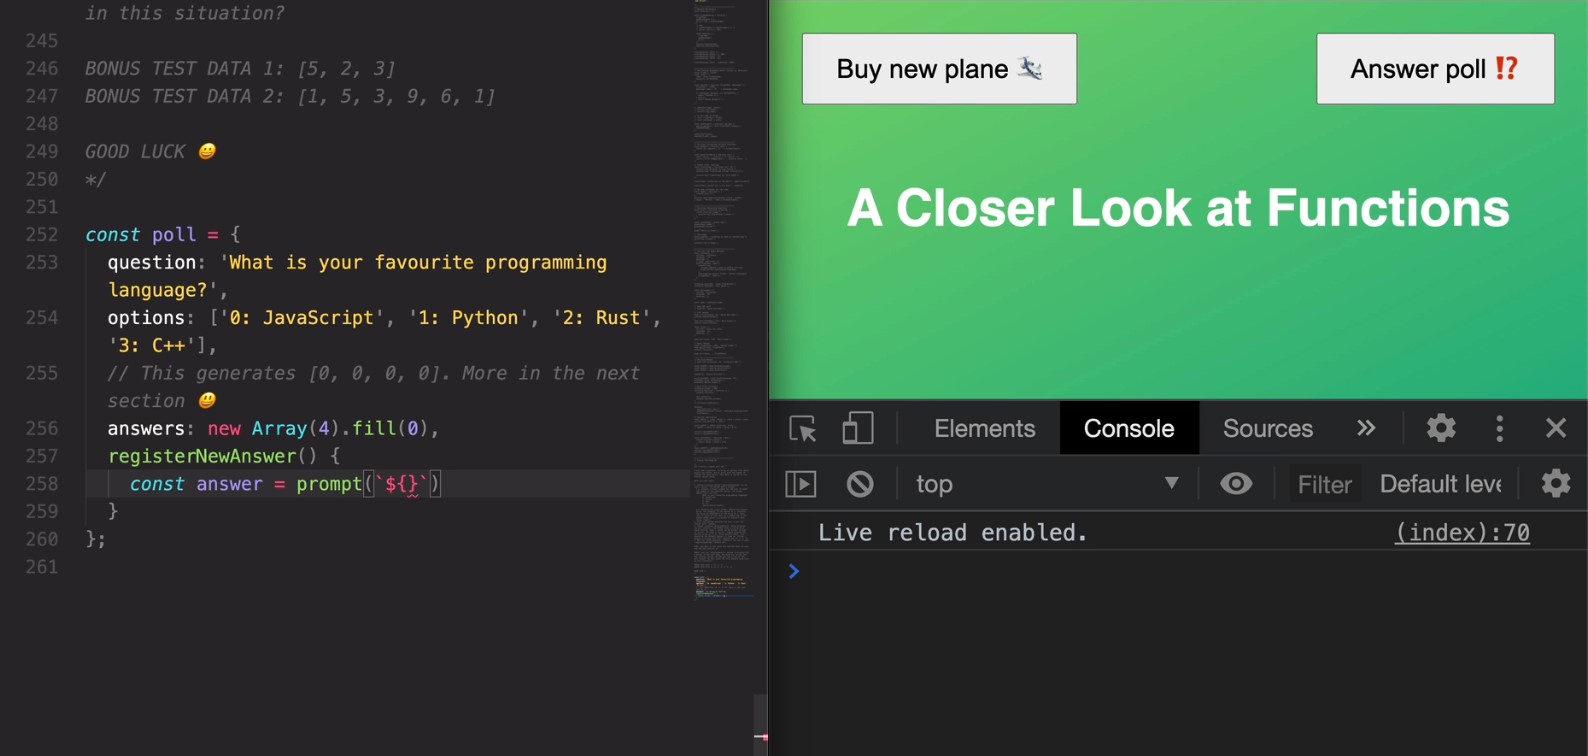 in this situation?
245
246 BONUS TEST DATA 1: [5, 2, 3]
247 BONUS TEST DATA 2: [1, 5, 3, 9, 6, 1]
248
249 GOOD LUCK 😀
250 */
251
252 const poll = {
253 question: 'What is your favourite programming
language?',
254 options: ['0: JavaScript', '1: Python', '2: Rust',
'3: C++'],
255 // This generates [0, 0, 0, 0]. More in the next
section 😃
256 answers: new Array(4).fill(0),
257 registerNewAnswer() {
258 const answer = prompt(`${}`)
259 }
260 };
261
Buy new plane 🛩
Answer poll ⁉️
A Closer Look at Functions
Elements Console Sources »
top ▼ Filter Default leve
Live reload enabled. (index):70